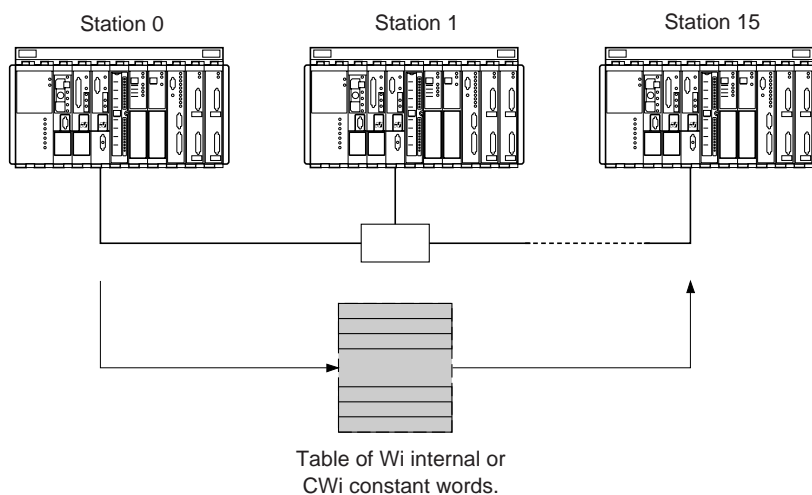 Station 0
Station 1
Station 15
Table of Wi internal or
CWi constant words.